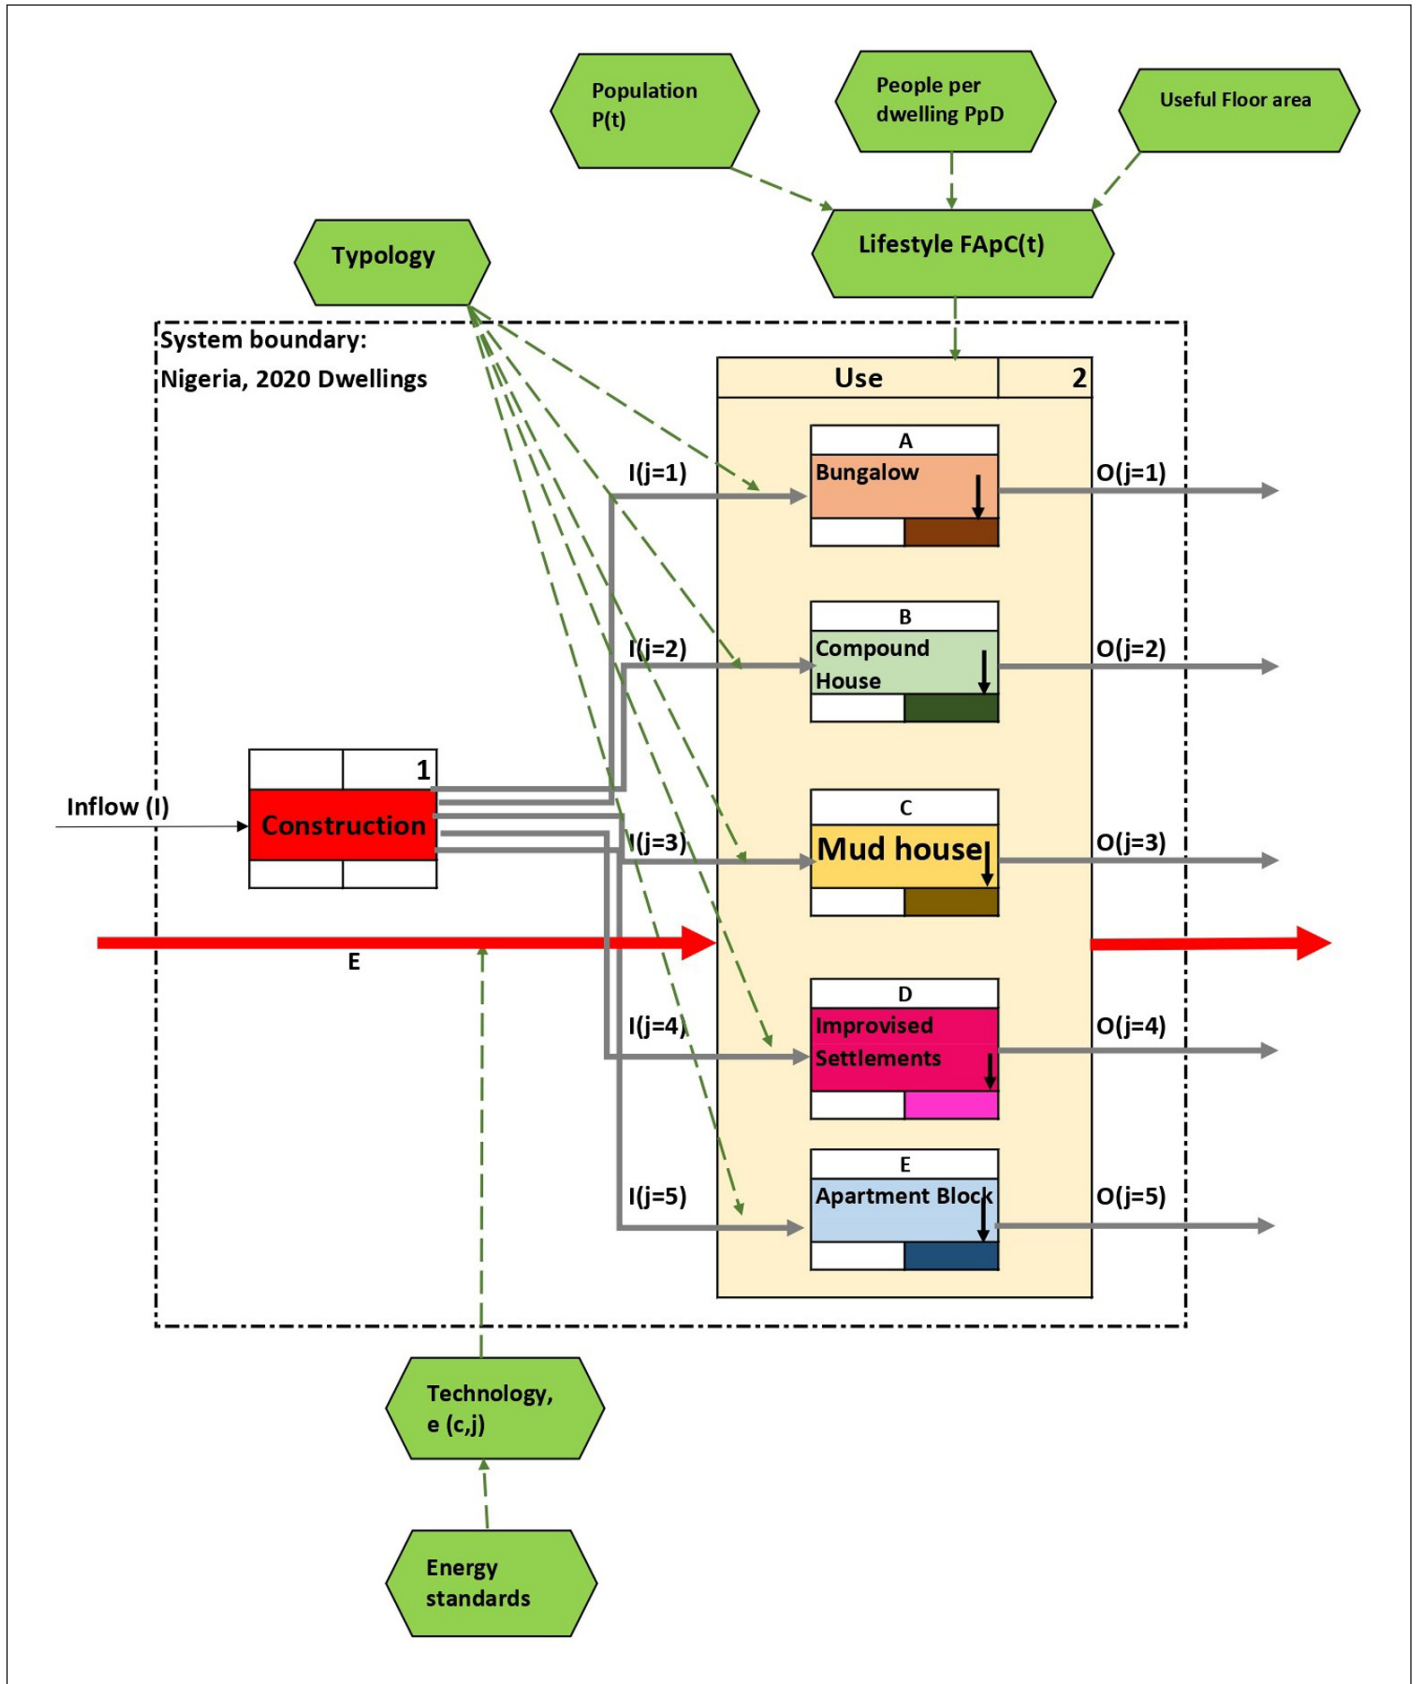 Population
P(t)
People per
dwelling PpD
Useful Floor area
Lifestyle FApC(t)
Typology
System boundary:
Nigeria, 2020 Dwellings
Use
2
A
Bungalow
I(j=1)
O(j=1)
B
Compound
House
I(j=2)
O(j=2)
1
Construction
Inflow (I)
C
Mud house
I(j=3)
O(j=3)
E
D
Improvised
Settlements
I(j=4)
O(j=4)
E
Apartment Block
I(j=5)
O(j=5)
Technology,
e (c,j)
Energy
standards